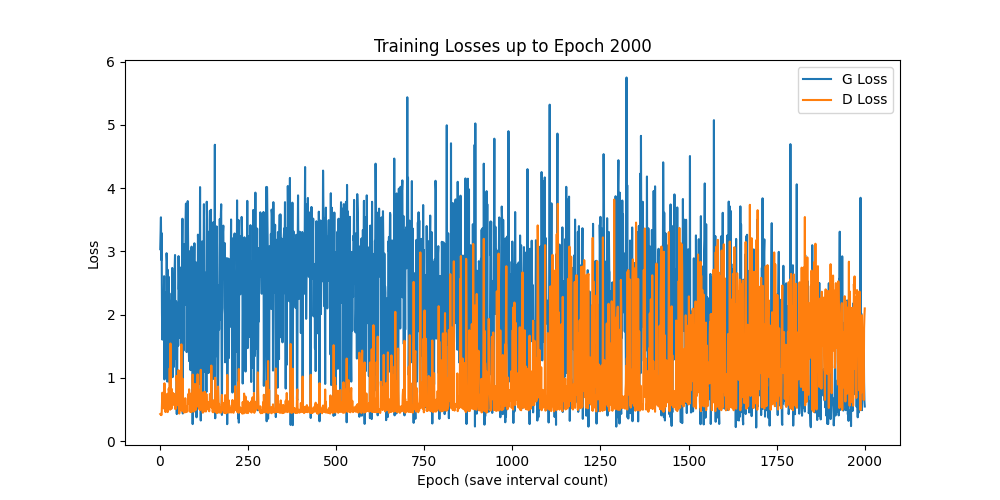 Training Losses up to Epoch 2000
G Loss
D Loss
Loss
6
5
4
3
2
1
0
0 250 500 750 1000 1250 1500 1750 2000
Epoch (save interval count)